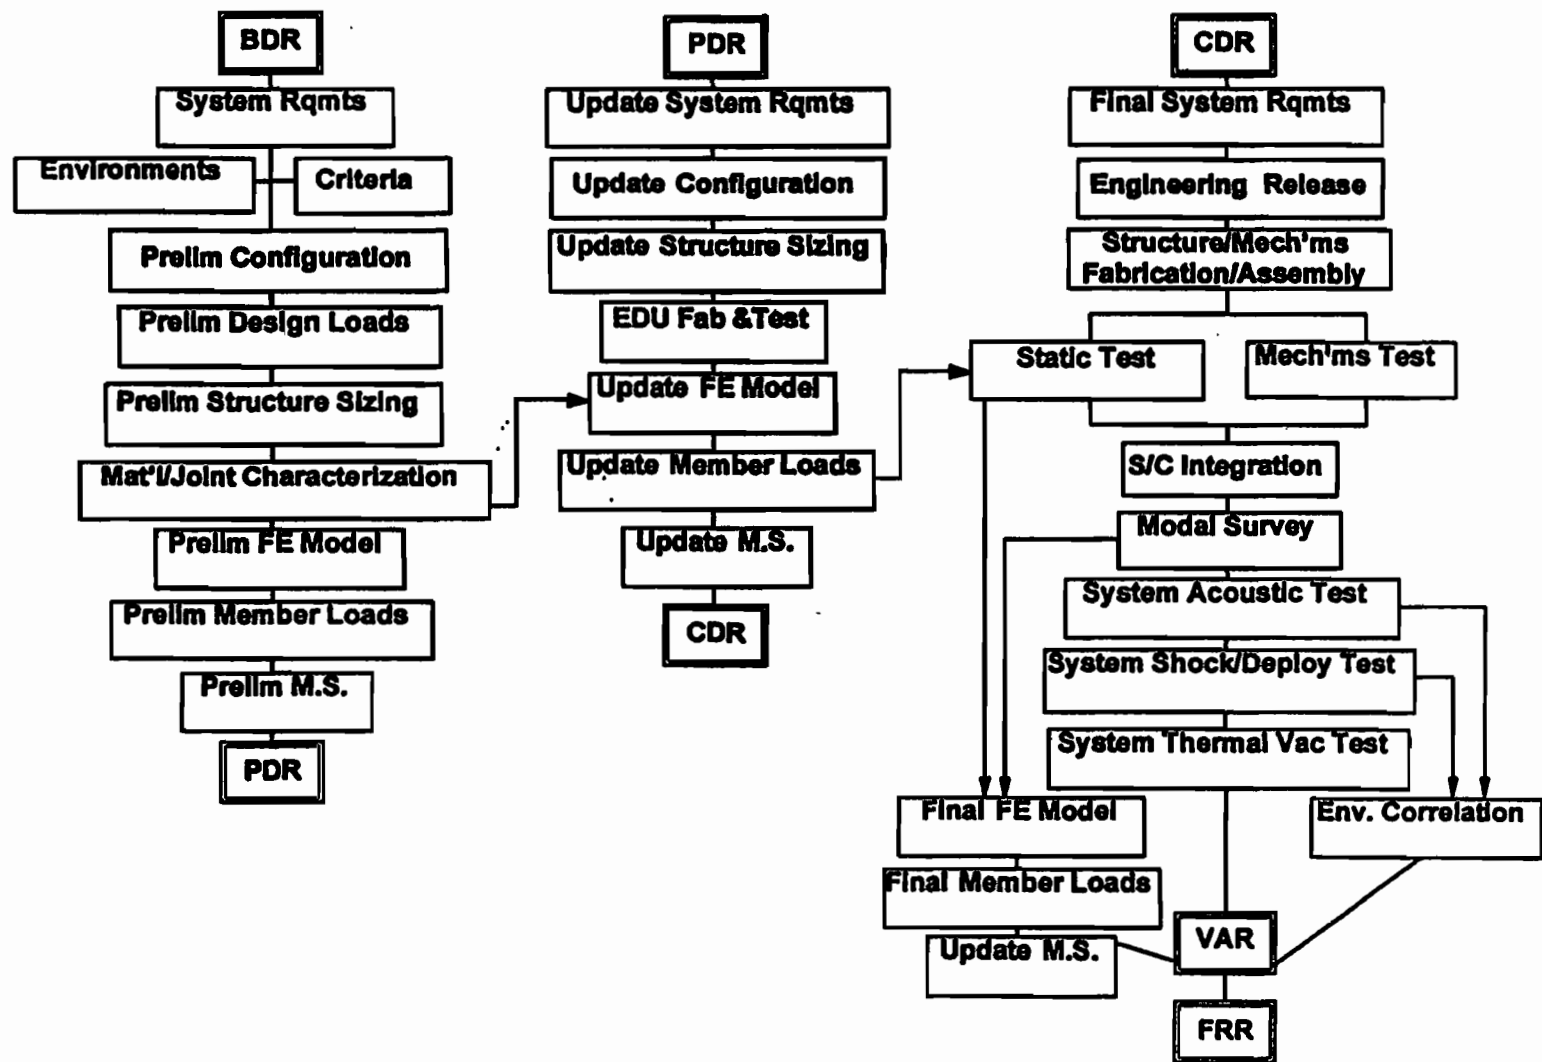 BDR
System Rqmts
Environments
Criteria
Prelim Configuration
Prelim Design Loads
Prelim Structure Sizing
Mat'l/Joint Characterization
Prelim FE Model
Prelim Member Loads
Prelim M.S.
PDR
PDR
Update System Rqmts
Update Configuration
Update Structure Sizing
EDU Fab &Test
Update FE Model
Update Member Loads
Update M.S.
CDR
CDR
Final System Rqmts
Engineering Release
Structure/Mech'ms
Fabrication/Assembly
Static Test
Mech'ms Test
S/C Integration
Modal Survey
System Acoustic Test
System Shock/Deploy Test
System Thermal Vac Test
Final FE Model
Env. Correlation
Final Member Loads
Update M.S.
VAR
FRR